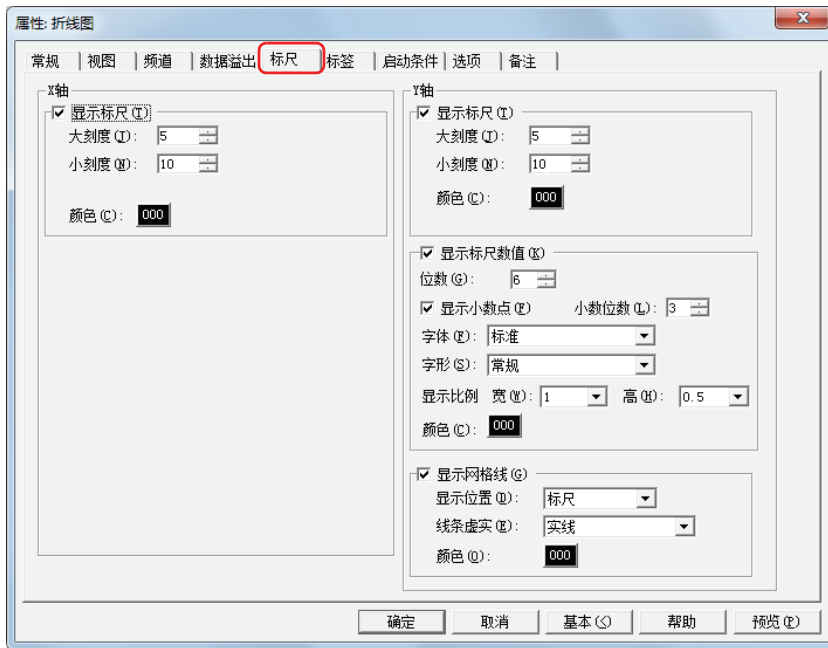 属性: 折线图
常规 视图 频道 数据溢出 标尺 标签 启动条件 选项 备注
X轴
显示标尺(T)
大刻度(J): 5
小刻度(N): 10
颜色(C): 000
Y轴
显示标尺(T)
大刻度(J): 5
小刻度(N): 10
颜色(C): 000
显示标尺数值(K)
位数(G): 6
显示小数点(P) 小数位数(L): 3
字体(F): 标准
字形(S): 常规
显示比例 宽(W): 1 高(H): 0.5
颜色(C): 000
显示网格线(G)
显示位置(D): 标尺
线条虚实(E): 实线
颜色(O): 000
确定 取消 基本(<) 帮助 预览(P)